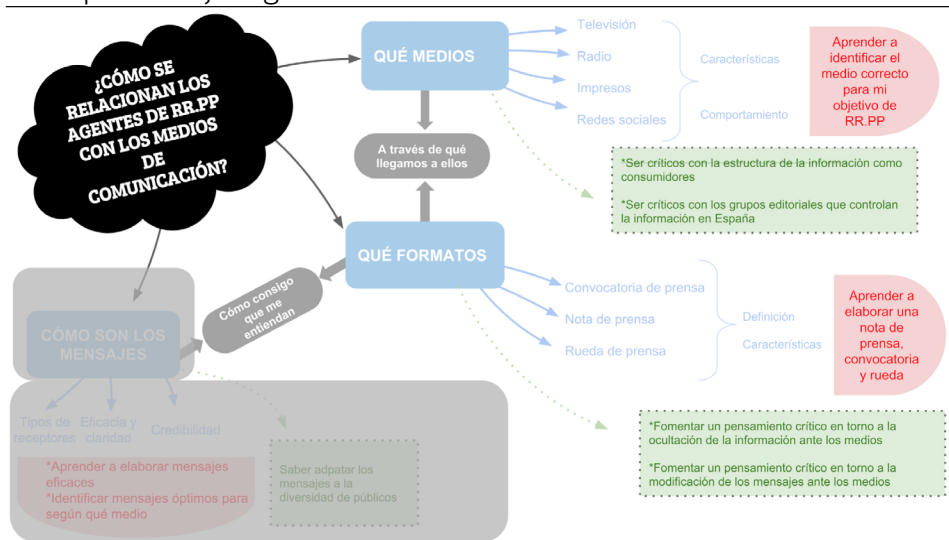 ¿CÓMO SE
RELACIONAN LOS
AGENTES DE RR.PP
CON LOS MEDIOS
DE
COMUNICACIÓN?
QUÉ MEDIOS
Televisión
Radio
Impresos
Redes sociales
Características
Comportamiento
Aprender a
identificar el
medio correcto
para mi
objetivo de
RR.PP
A través de qué
llegamos a ellos
*Ser críticos con la estructura de la información como
consumidores
*Ser críticos con los grupos editoriales que controlan
la información en España
QUÉ FORMATOS
Convocatoria de prensa
Nota de prensa
Rueda de prensa
Definición
Características
Aprender a
elaborar una
nota de
prensa,
convocatoria
y rueda
Cómo consigo
que me
entiendan
*Fomentar un pensamiento crítico en torno a la
ocultación de la información ante los medios
*Fomentar un pensamiento crítico en torno a la
modificación de los mensajes ante los medios
CÓMO SON LOS
MENSAJES
Tipos de
receptores
Eficacia y
claridad
Credibilidad
*Aprender a elaborar mensajes
eficaces
*Identificar mensajes óptimos para
según qué medio
Saber adpatar los
mensajes a la
diversidad de públicos